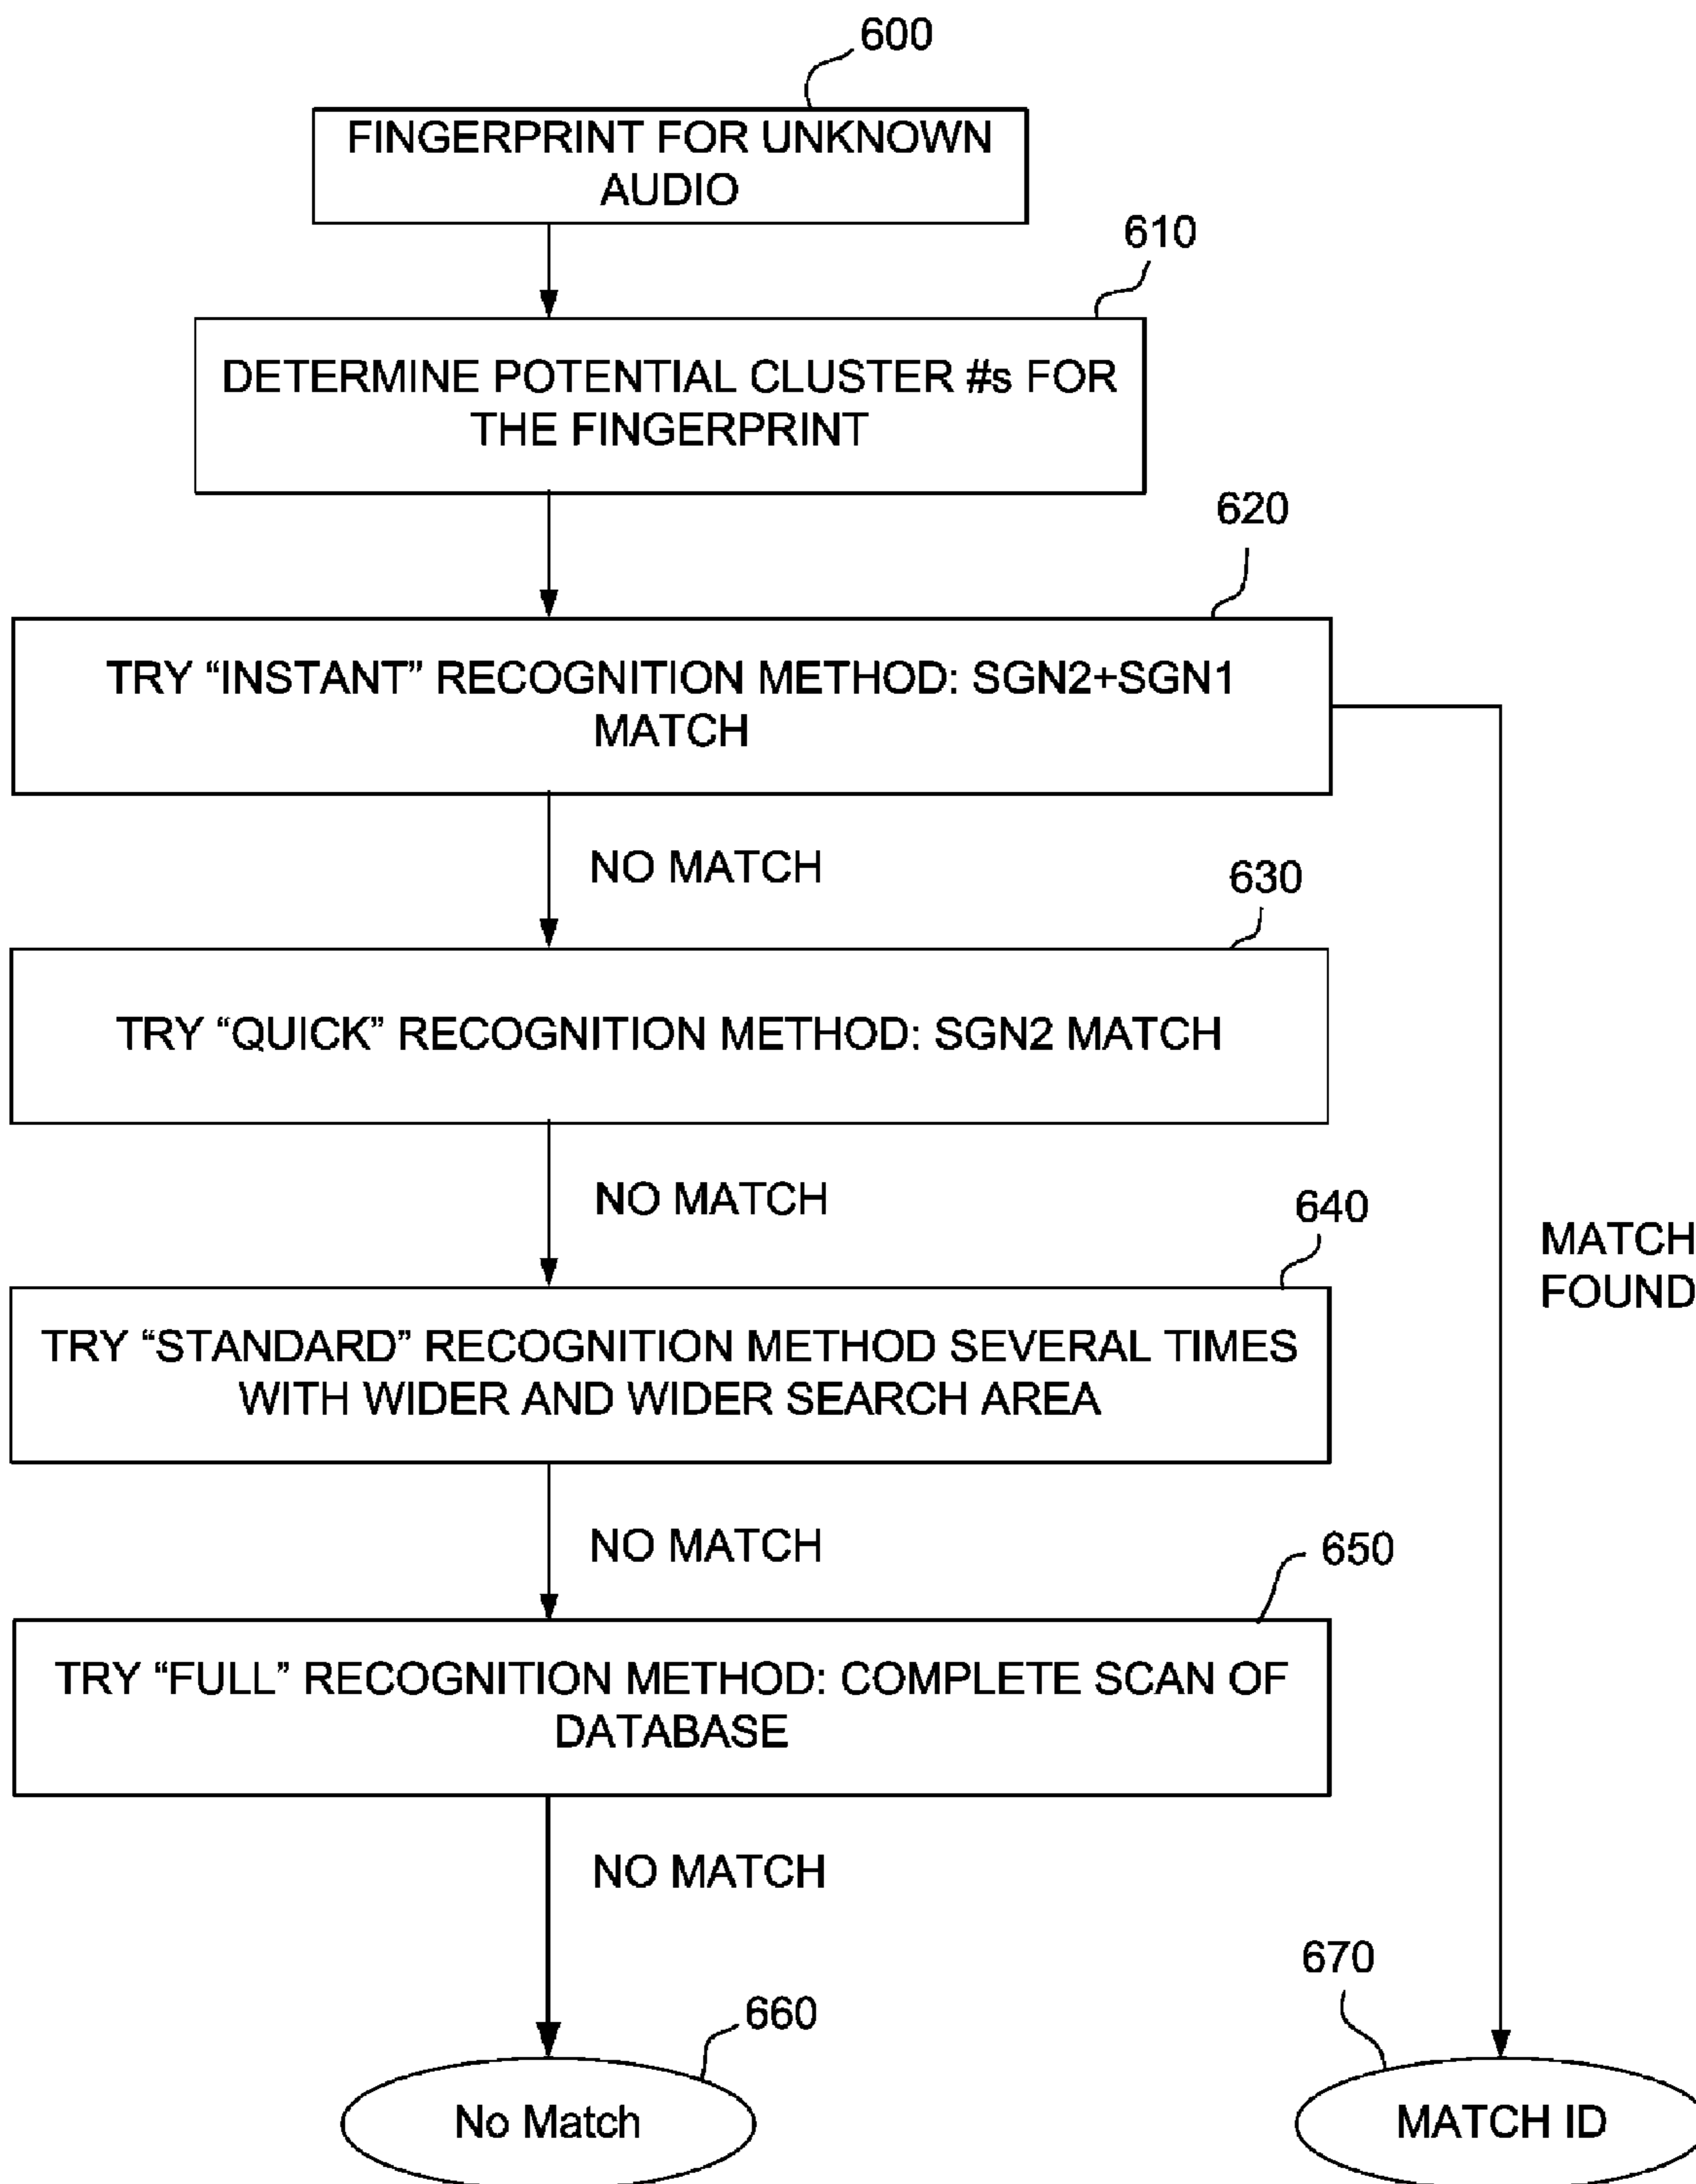 600
FINGERPRINT FOR UNKNOWN
AUDIO
610
DETERMINE POTENTIAL CLUSTER #s FOR
THE FINGERPRINT
620
TRY “INSTANT” RECOGNITION METHOD: SGN2+SGN1
MATCH
NO MATCH
630
TRY “QUICK” RECOGNITION METHOD: SGN2 MATCH
NO MATCH
640
MATCH
FOUND
TRY “STANDARD” RECOGNITION METHOD SEVERAL TIMES
WITH WIDER AND WIDER SEARCH AREA
NO MATCH
650
TRY “FULL” RECOGNITION METHOD: COMPLETE SCAN OF
DATABASE
NO MATCH
660
No Match
670
MATCH ID